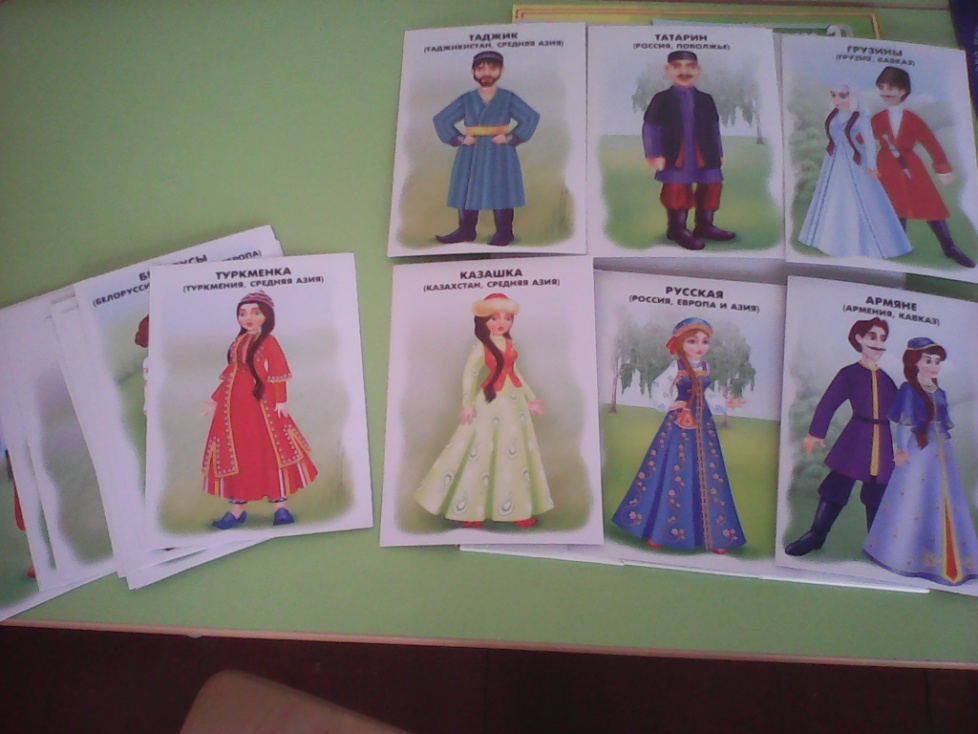 ТАДЖИК
(ТАДЖИКИСТАН, СРЕДНЯЯ АЗИЯ)
ТАТАРИН
(РОССИЯ, ПОВОЛЖЬЕ)
ГРУЗИНЫ
(ГРУЗИЯ, КАВКАЗ)
ТУРКМЕНКА
(ТУРКМЕНИЯ, СРЕДНЯЯ АЗИЯ)
КАЗАШКА
(КАЗАХСТАН, СРЕДНЯЯ АЗИЯ)
РУССКАЯ
(РОССИЯ, ЕВРОПА И АЗИЯ)
АРМЯНЕ
(АРМЕНИЯ, КАВКАЗ)